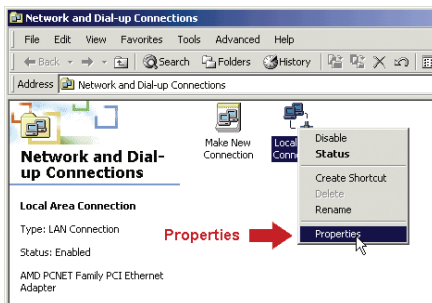 Network and Dial-up Connections
File Edit View Favorites Tools Advanced Help
Back Search Folders History
Address Network and Dial-up Connections
Network and Dial-
up Connections
Local Area Connection
Type: LAN Connection
Status: Enabled
AMD PCNET Family PCI Ethernet
Adapter
Make New
Connection
Local
Conn
Disable
Status
Create Shortcut
Delete
Rename
Properties
Properties